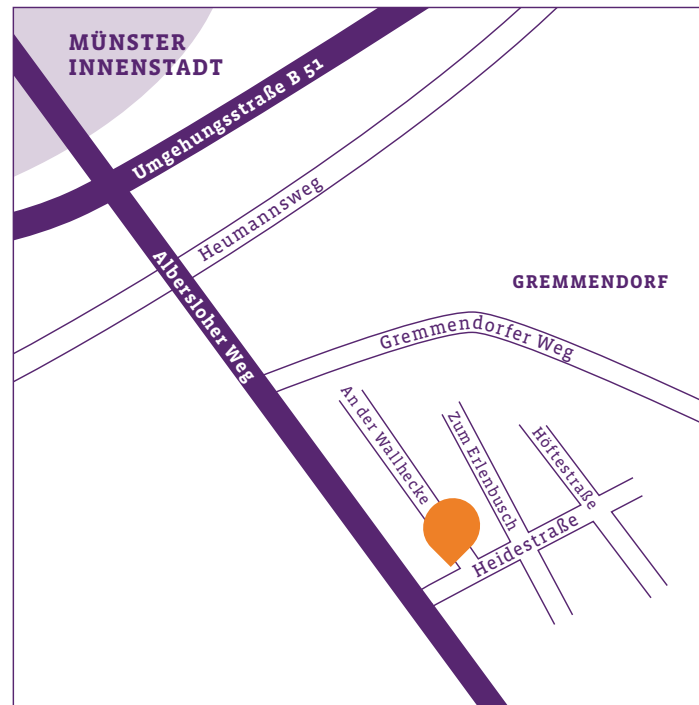 MÜNSTER
INNENSTADT
Umgehungsstraße B 51
Heumannsweg
Albersloher Weg
GREMMENDORF
Gremmendorfer Weg
An der Wallhecke
Zum Erlenbusch
Höftestraße
Heidestraße